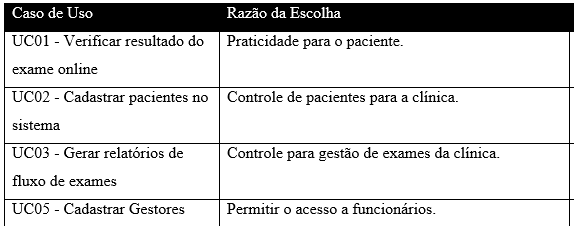 Caso de Uso Razão da Escolha
UC01 - Verificar resultado do Praticidade para o paciente.
exame online
UC02 - Cadastrar pacientes no Controle de pacientes para a clínica.
sistema
UC03 - Gerar relatórios de Controle para gestão de exames da clínica.
fluxo de exames
UC05 - Cadastrar Gestores Permitir o acesso a funcionários.